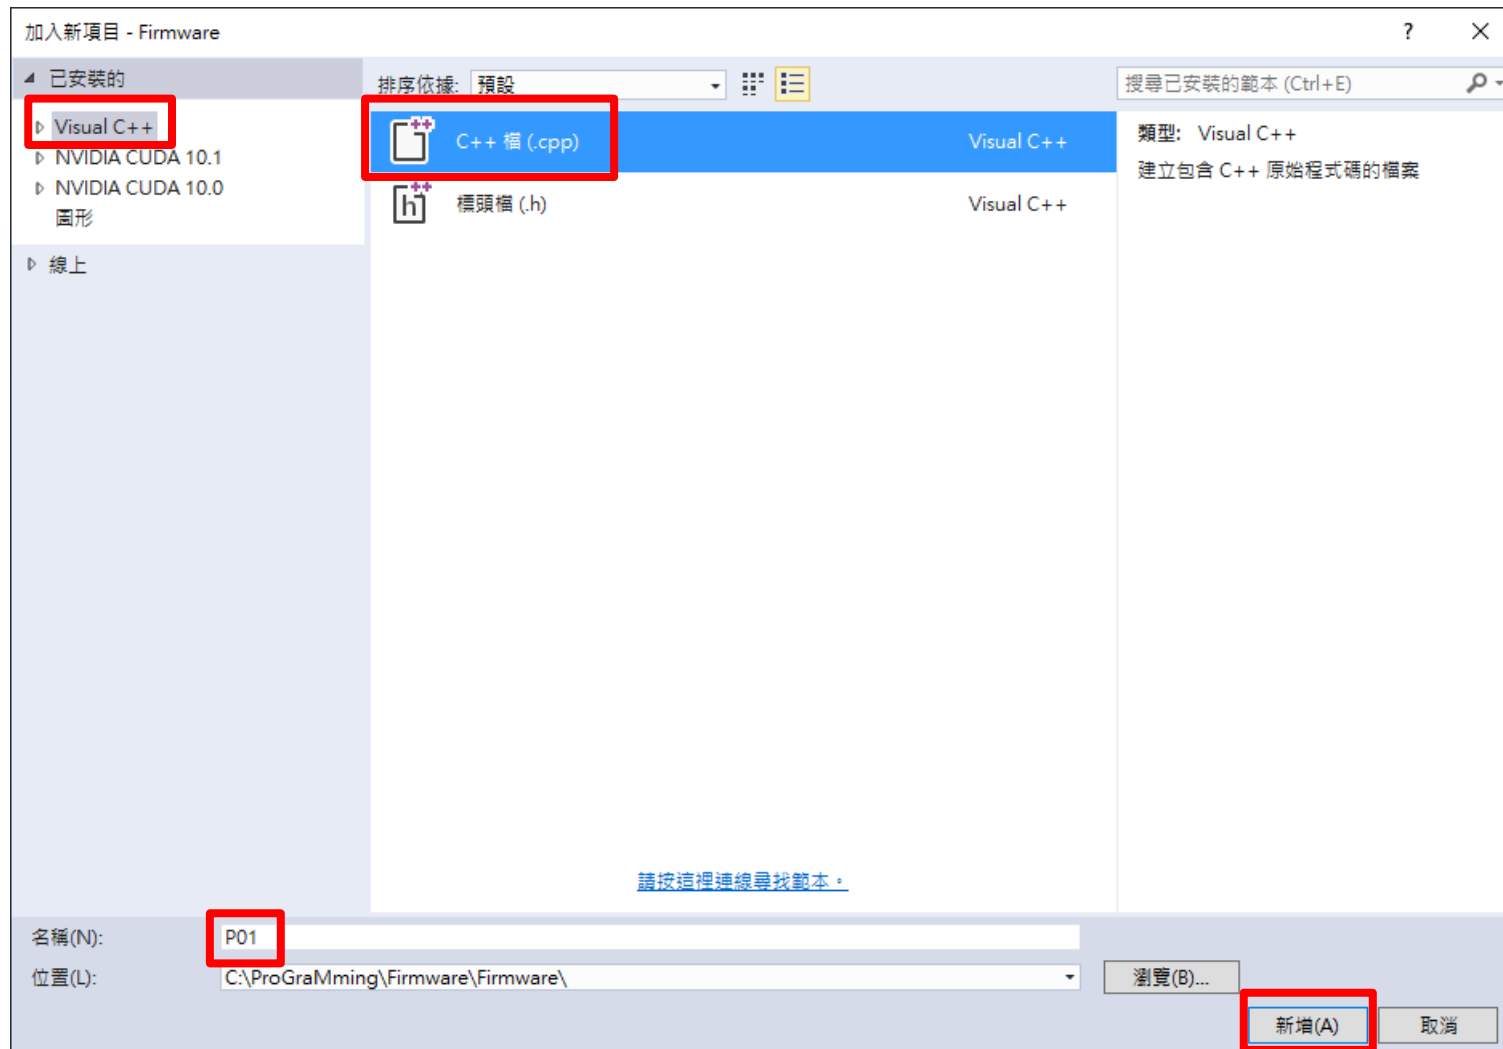 加入新項目 - Firmware
?
已安裝的
排序依據: 預設
搜尋已安裝的範本 (Ctrl+E)
Visual C++
NVIDIA CUDA 10.1
NVIDIA CUDA 10.0
圖形
線上
C++ 檔 (.cpp) Visual C++
標頭檔 (.h) Visual C++
類型: Visual C++
建立包含 C++ 原始程式碼的檔案
請按這裡連線尋找範本。
名稱(N): P01
位置(L): C:\ProGraMming\Firmware\Firmware\ 瀏覽(B)...
新增(A) 取消